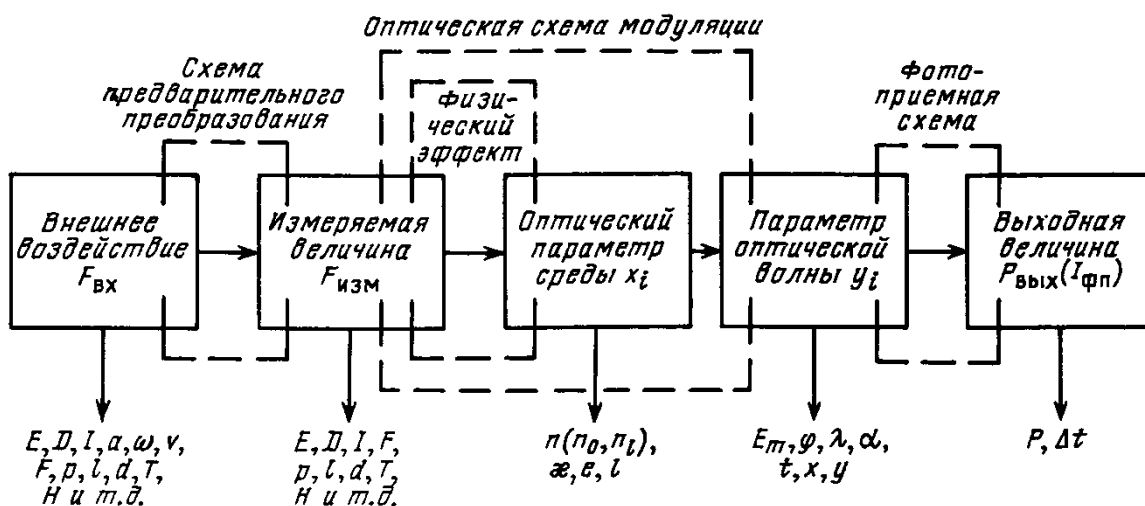 Оптическая схема модуляции
Схема
предварительного
преобразования
Физи-
ческий
эффект
Фото-
приемная
схема
Внешнее
воздействие
Fвх
Измеряемая
величина
Fизм
Оптический
параметр
среды xi
Параметр
оптической
волны yi
Выходная
величина
Pвых(Iфп)
E, D, I, a, ω, v,
F, p, l, d, T,
H и т.д.
E, D, I, F,
p, l, d, T,
H и т.д.
n(n0, nl),
æ, e, l
Em, φ, λ, α,
t, x, y
P, Δt